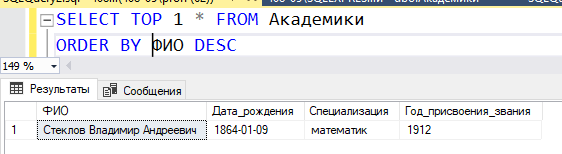 SELECT TOP 1 * FROM Академики
ORDER BY ФИО DESC
149 %
Результаты Сообщения
ФИО Дата_рождения Специализация Год_присвоения_звания
1 Стеклов Владимир Андреевич 1864-01-09 математик 1912